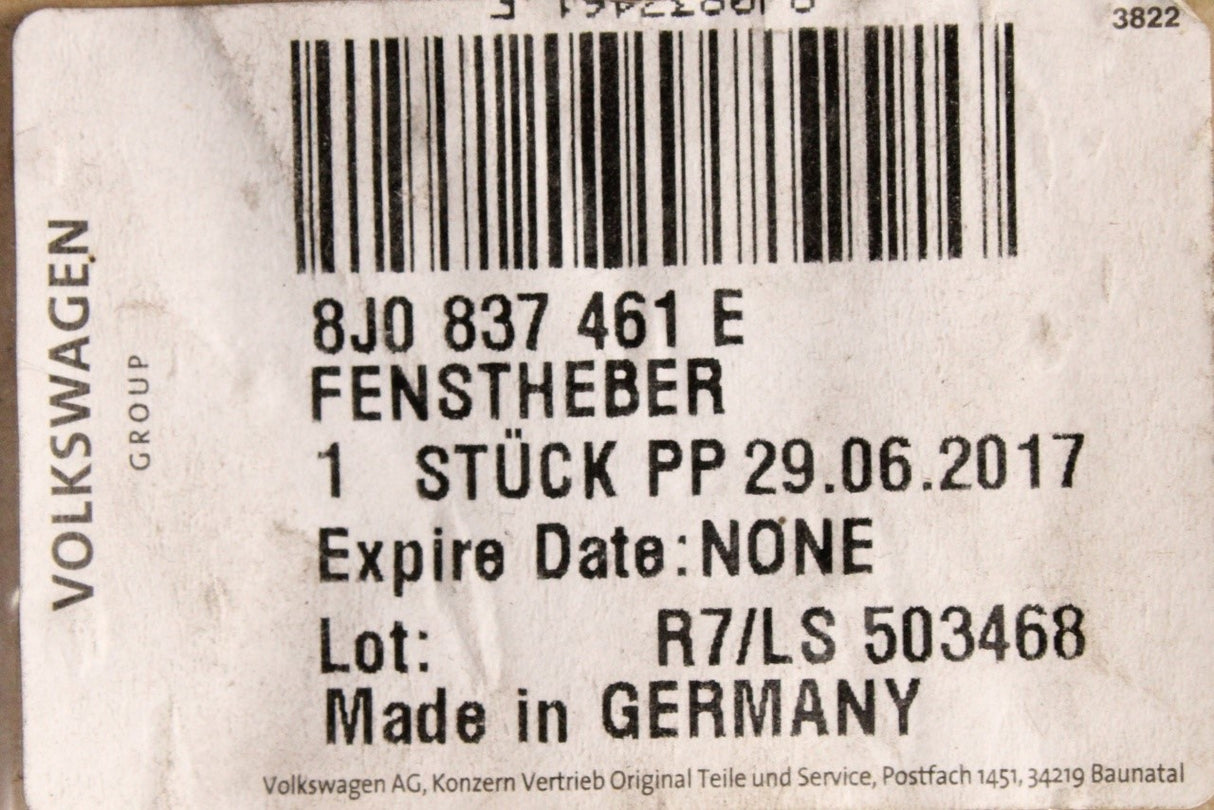 3822
VOLKSWAGEN
GROUP
8J0 837 461 E
FENSTHEBER
1 STÜCK PP 29.06.2017
Expire Date:NONE
Lot: R7/LS 503468
Made in GERMANY
Volkswagen AG, Konzern Vertrieb Original Teile und Service, Postfach 1451, 34219 Baunatal